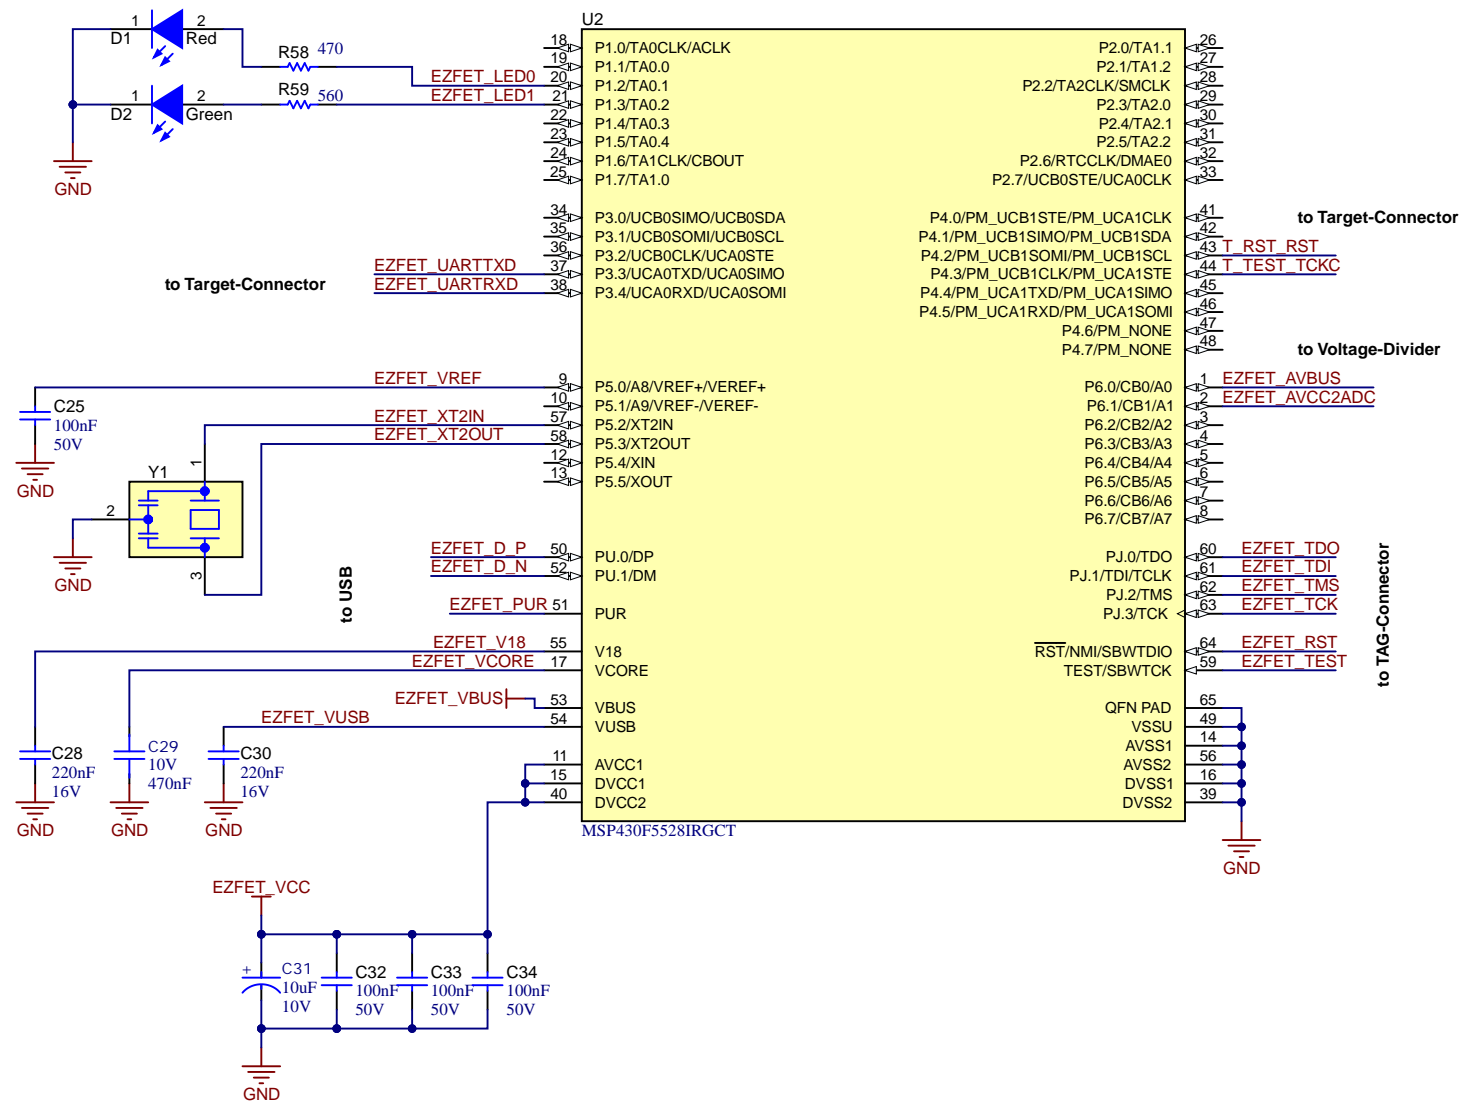 U2
1 2
D1 Red
R58 470
1 2
D2 Green
R59 560
GND
EZFET_LED0
EZFET_LED1
18 P1.0/TA0CLK/ACLK
19 P1.1/TA0.0
20 P1.2/TA0.1
21 P1.3/TA0.2
22 P1.4/TA0.3
23 P1.5/TA0.4
24 P1.6/TA1CLK/CBOUT
25 P1.7/TA1.0
P2.0/TA1.1 26
P2.1/TA1.2 27
P2.2/TA2CLK/SMCLK 28
P2.3/TA2.0 29
P2.4/TA2.1 30
P2.5/TA2.2 31
P2.6/RTCCLK/DMAE0 32
P2.7/UCB0STE/UCA0CLK 33
34 P3.0/UCB0SIMO/UCB0SDA
35 P3.1/UCB0SOMI/UCB0SCL
36 P3.2/UCB0CLK/UCA0STE
EZFET_UARTTXD 37 P3.3/UCA0TXD/UCA0SIMO
EZFET_UARTRXD 38 P3.4/UCA0RXD/UCA0SOMI
to Target-Connector
P4.0/PM_UCB1STE/PM_UCA1CLK 41
P4.1/PM_UCB1SIMO/PM_UCB1SDA 42
P4.2/PM_UCB1SOMI/PM_UCB1SCL 43 T_RST_RST
P4.3/PM_UCB1CLK/PM_UCA1STE 44 T_TEST_TCKC
P4.4/PM_UCA1TXD/PM_UCA1SIMO 45
P4.5/PM_UCA1RXD/PM_UCA1SOMI 46
P4.6/PM_NONE 47
P4.7/PM_NONE 48
to Target-Connector
to Voltage-Divider
EZFET_VREF 9 P5.0/A8/VREF+/VEREF+
10 P5.1/A9/VREF-/VEREF-
EZFET_XT2IN 57 P5.2/XT2IN
EZFET_XT2OUT 58 P5.3/XT2OUT
12 P5.4/XIN
13 P5.5/XOUT
P6.0/CB0/A0 1 EZFET_AVBUS
P6.1/CB1/A1 2 EZFET_AVCC2ADC
P6.2/CB2/A2 3
P6.3/CB3/A3 4
P6.4/CB4/A4 5
P6.5/CB5/A5 6
P6.6/CB6/A6 7
P6.7/CB7/A7 8
C25
100nF
50V
GND
Y1
1
2
3
GND
to USB
EZFET_D_P 50 PU.0/DP
EZFET_D_N 52 PU.1/DM
EZFET_PUR 51 PUR
PJ.0/TDO 60 EZFET_TDO
PJ.1/TDI/TCLK 61 EZFET_TDI
PJ.2/TMS 62 EZFET_TMS
PJ.3/TCK 63 EZFET_TCK
RST/NMI/SBWTDIO 64 EZFET_RST
TEST/SBWTCK 59 EZFET_TEST
to TAG-Connector
EZFET_V18 55 V18
EZFET_VCORE 17 VCORE
EZFET_VBUS 53 VBUS
EZFET_VUSB 54 VUSB
11 AVCC1
15 DVCC1
40 DVCC2
QFN PAD 65
VSSU 49
AVSS1 14
AVSS2 56
DVSS1 16
DVSS2 39
GND
C28
220nF
16V
GND
C29
10V
470nF
GND
C30
220nF
16V
GND
MSP430F5528IRGCT
EZFET_VCC
+ C31
10uF
10V
C32
100nF
50V
C33
100nF
50V
C34
100nF
50V
GND